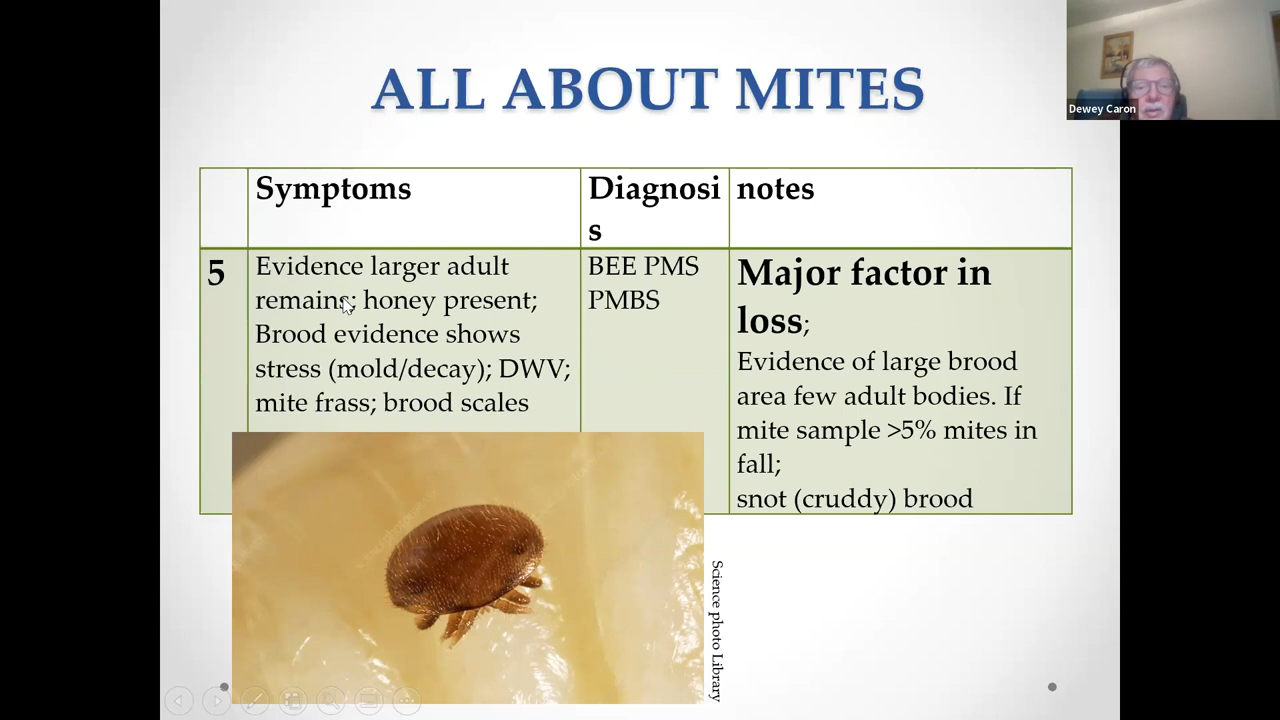 ALL ABOUT MITES
Dewey Caron
Symptoms
Diagnosi
s
notes
5
Evidence larger adult
remains; honey present;
Brood evidence shows
stress (mold/decay); DWV;
mite frass; brood scales
BEE PMS
PMBS
Major factor in
loss;
Evidence of large brood
area few adult bodies. If
mite sample >5% mites in
fall;
snot (cruddy) brood
Science photo Library